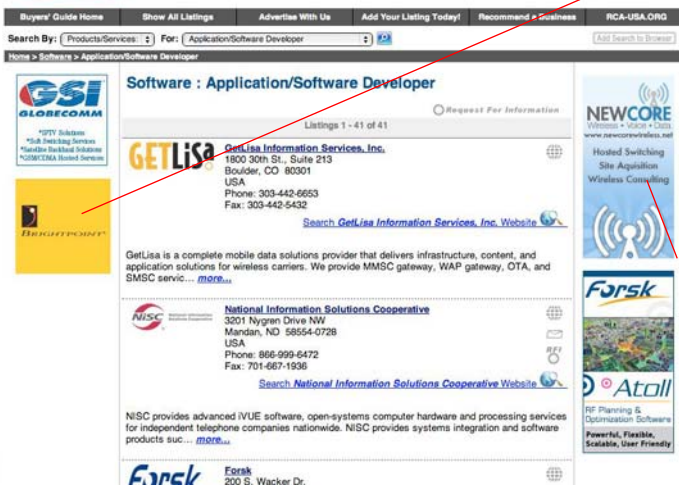 Buyers' Guide Home
Show All Listings
Advertise With Us
Add Your Listing Today!
Recommend a Business
RCA-USA.ORG
Search By: Products/Services: For: Application/Software Developer
Add Search to Browser
Home > Software > Application/Software Developer
GSI
GLOBECOMM
*IPTV Solutions
*Soft Switching Services
*Satellite Backhaul Solutions
*GSM/CDMA Hosted Services
BRIGHTPOINT
Software : Application/Software Developer
Request For Information
Listings 1 - 41 of 41
GETLISA
GetLisa Information Services, Inc.
1800 30th St., Suite 213
Boulder, CO 80301
USA
Phone: 303-442-6653
Fax: 303-442-5432
Search GetLisa Information Services, Inc. Website
GetLisa is a complete mobile data solutions provider that delivers infrastructure, content, and
application solutions for wireless carriers. We provide MMSC gateway, WAP gateway, OTA, and
SMSC servic... more...
NISC
National Information Solutions Cooperative
3201 Nygren Drive NW
Mandan, ND 58554-0728
USA
Phone: 866-999-6472
Fax: 701-667-1936
RFI
Search National Information Solutions Cooperative Website
NISC provides advanced iVUE software, open-systems computer hardware and processing services
for independent telephone companies nationwide. NISC provides systems integration and software
products suc... more...
Forsk
Forsk
200 S. Wacker Dr.
NEWCORE
Wireless • Voice • Data
www.newcorewireless.net
Hosted Switching
Site Aquisition
Wireless Consulting
Forsk
Atoll
RF Planning &
Optimization Software
Powerful, Flexible,
Scalable, User Friendly